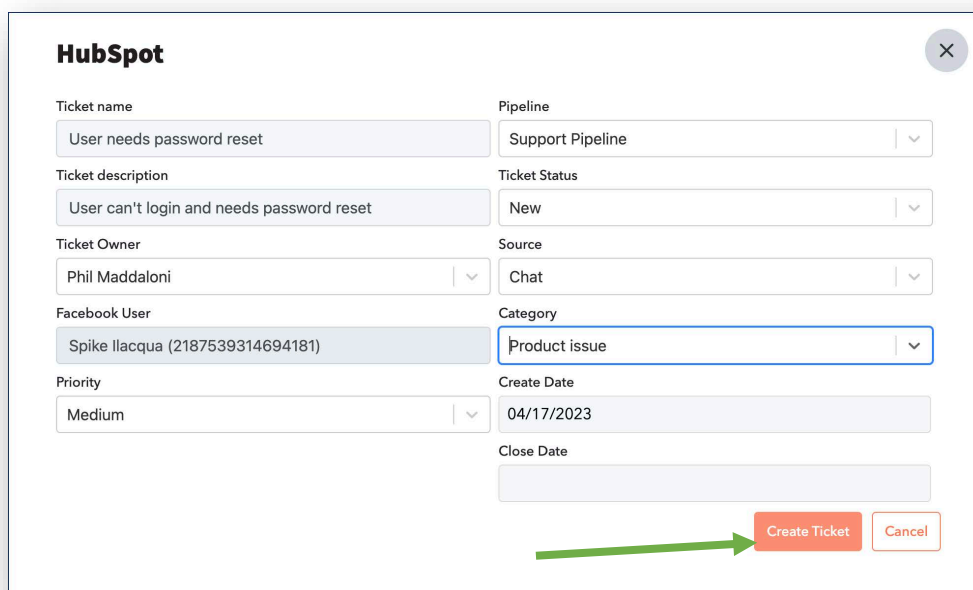 HubSpot
Ticket name
User needs password reset
Ticket description
User can't login and needs password reset
Ticket Owner
Phil Maddaloni
Facebook User
Spike Ilacqua (2187539314694181)
Priority
Medium
Pipeline
Support Pipeline
Ticket Status
New
Source
Chat
Category
Product issue
Create Date
04/17/2023
Close Date
Create Ticket
Cancel